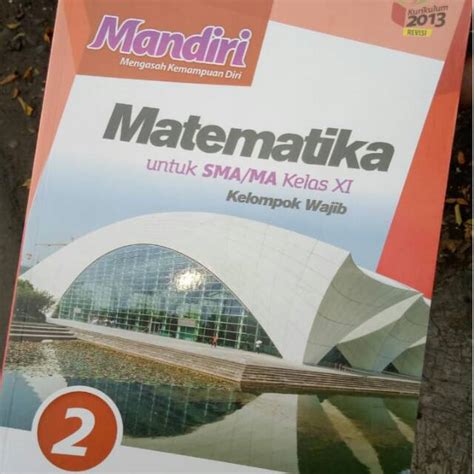 Mandiri
Mengasah Kemampuan Diri
Kurikulum
2013
REVISI
Matematika
untuk SMA/MA Kelas XI
Kelompok Wajib
2